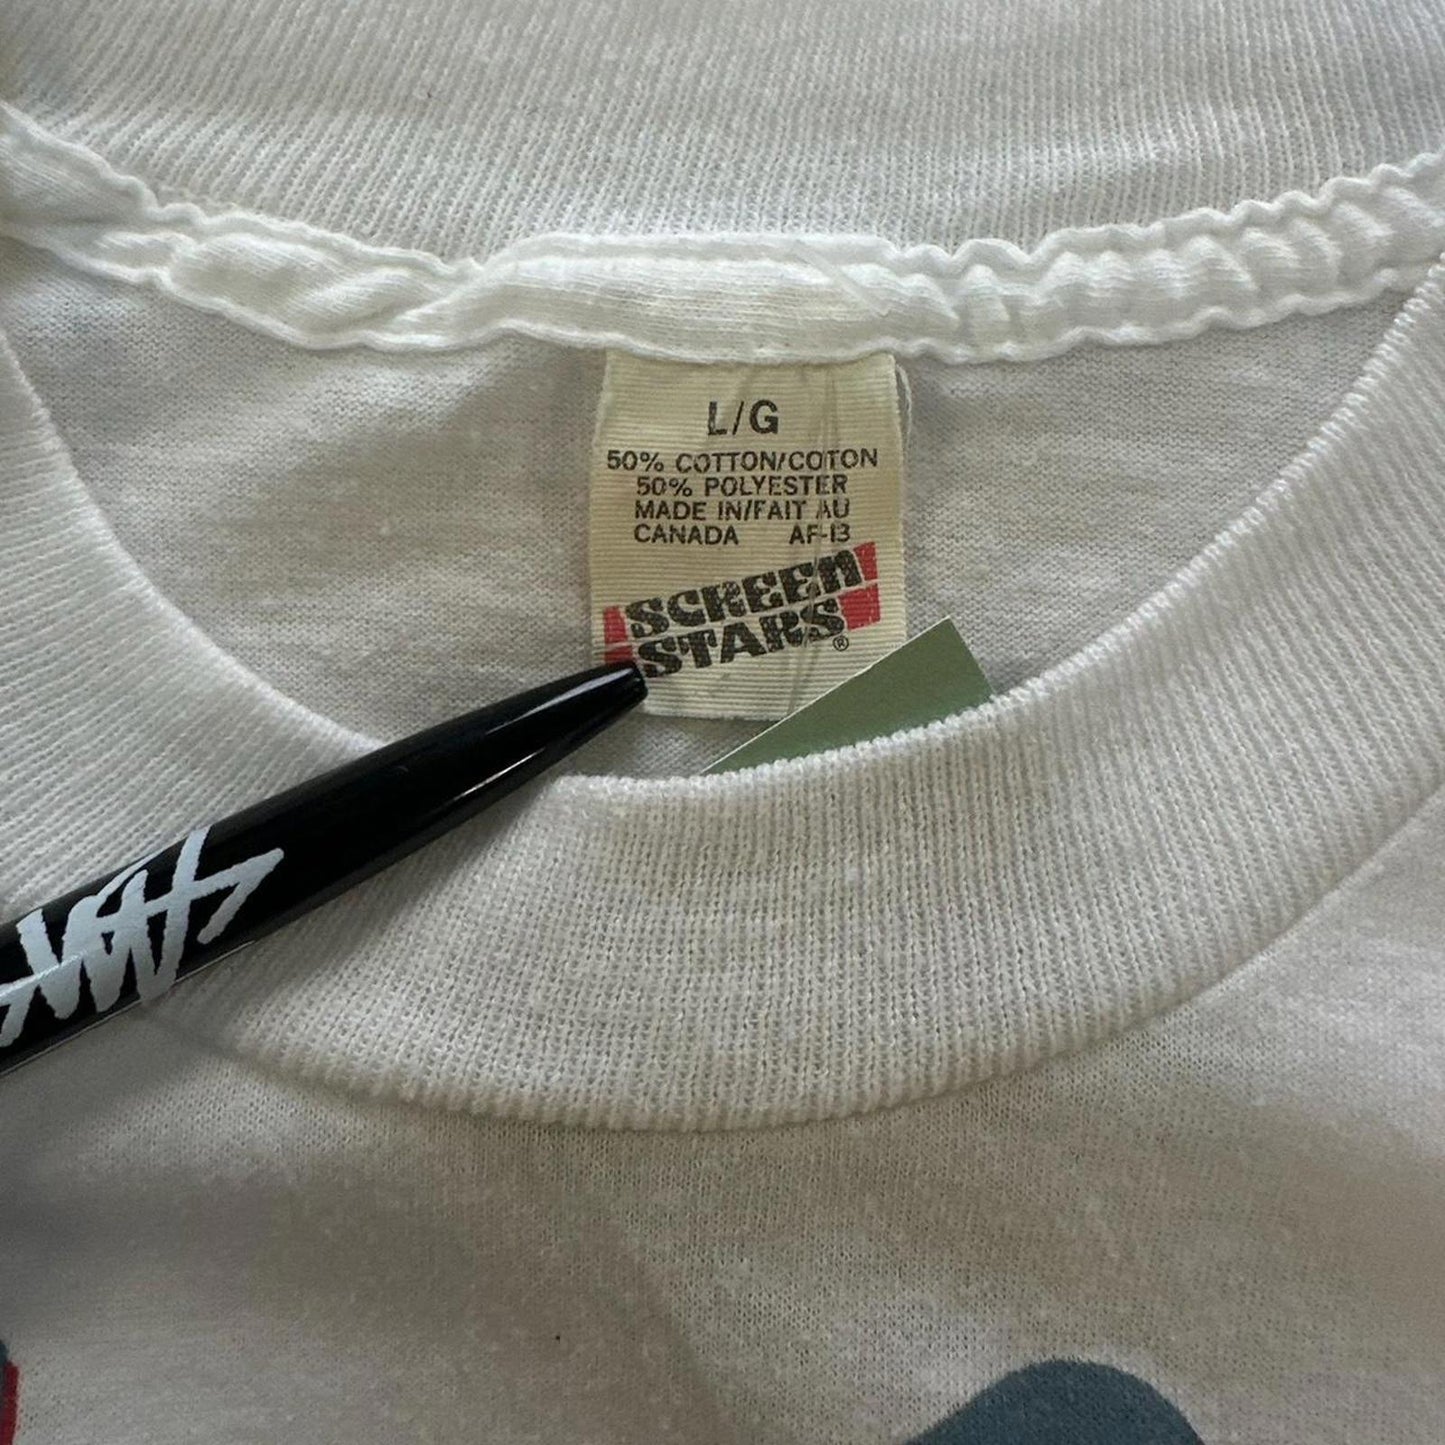 L/G
50% COTTON/COTON
50% POLYESTER
MADE IN/FAIT AU
CANADA AF-13
SCREEN
STARS®